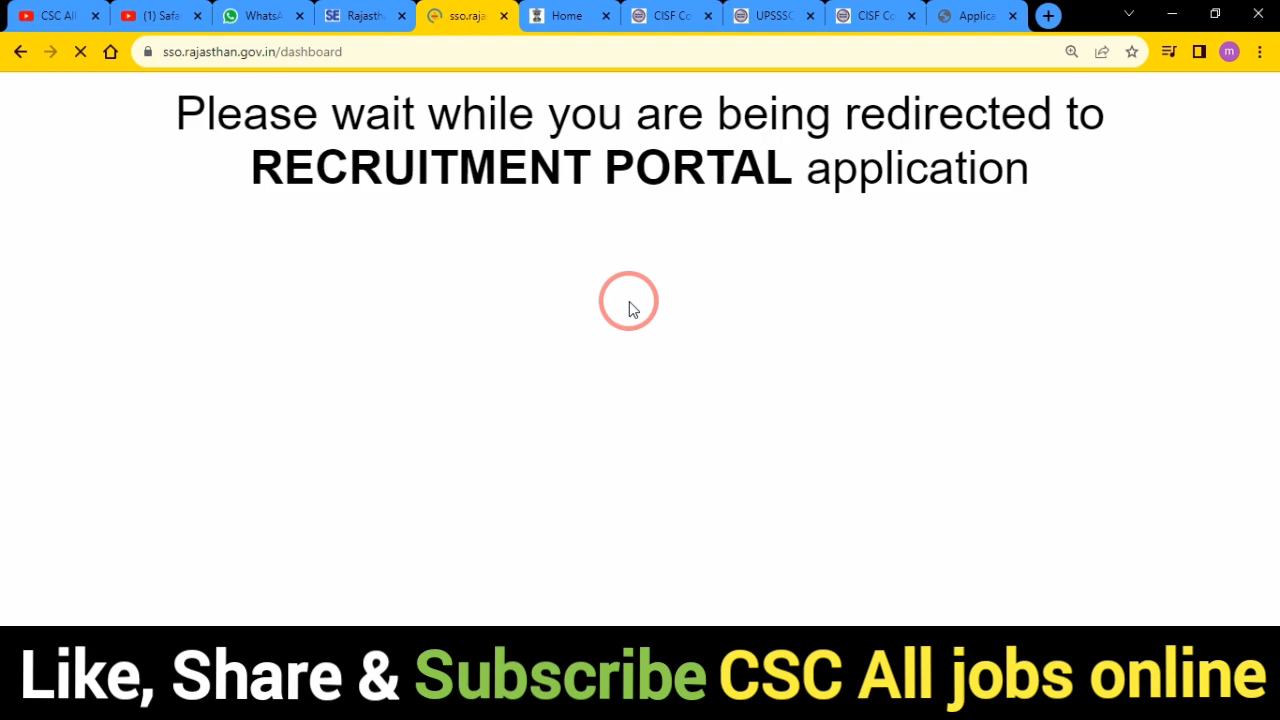 CSC All
(1) Safa
WhatsA
SE Rajasth
sso.raja
Home
CISF Co
UPSSSC
CISF Co
Applica
sso.rajasthan.gov.in/dashboard
m
Please wait while you are being redirected to
RECRUITMENT PORTAL application
Like, Share & Subscribe CSC All jobs online